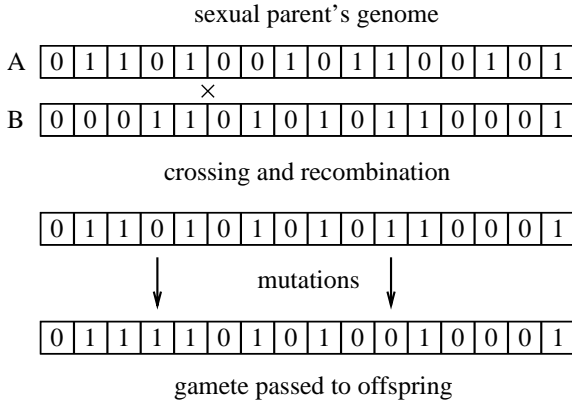 sexual parent's genome
A 0 1 1 0 1 0 0 1 0 1 1 0 0 1 0 1
×
B 0 0 0 1 1 0 1 0 1 0 1 1 0 0 0 1
crossing and recombination
0 1 1 0 1 0 1 0 1 0 1 1 0 0 0 1
mutations
0 1 1 1 1 0 1 0 1 0 0 1 0 0 0 1
gamete passed to offspring